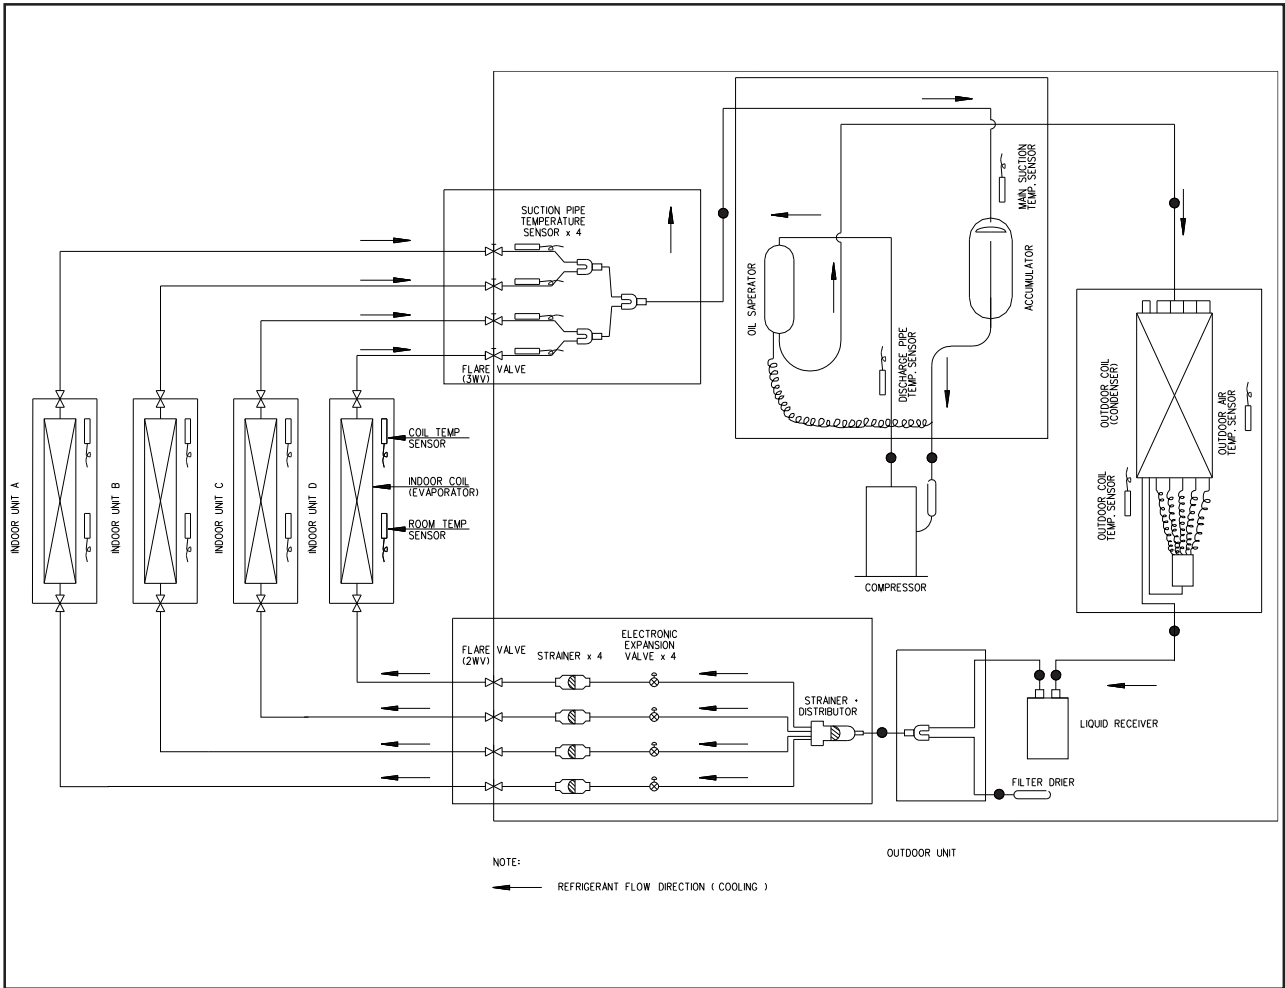 SUCTION PIPE
TEMPERATURE
SENSOR x 4
FLARE VALVE
(3WV)
OIL SAPERATOR
DISCHARGE PIPE
TEMP. SENSOR
MAIN SUCTION
TEMP. SENSOR
ACCUMULATOR
COMPRESSOR
OUTDOOR COIL
(CONDENSER)
OUTDOOR AIR
TEMP. SENSOR
OUTDOOR COIL
TEMP. SENSOR
INDOOR UNIT A
INDOOR UNIT B
INDOOR UNIT C
INDOOR UNIT D
COIL TEMP
SENSOR
INDOOR COIL
(EVAPORATOR)
ROOM TEMP
SENSOR
FLARE VALVE
(2WV)
STRAINER x 4
ELECTRONIC
EXPANSION
VALVE x 4
STRAINER +
DISTRIBUTOR
LIQUID RECEIVER
FILTER DRIER
OUTDOOR UNIT
NOTE:
REFRIGERANT FLOW DIRECTION ( COOLING )